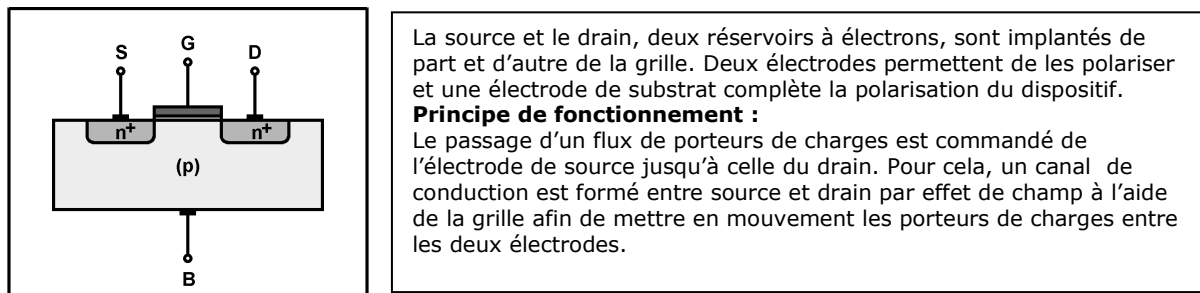 S
G
D
n+
n+
(p)
B
La source et le drain, deux réservoirs à électrons, sont implantés de
part et d'autre de la grille. Deux électrodes permettent de les polariser
et une électrode de substrat complète la polarisation du dispositif.
Principe de fonctionnement :
Le passage d'un flux de porteurs de charges est commandé de
l'électrode de source jusqu'à celle du drain. Pour cela, un canal de
conduction est formé entre source et drain par effet de champ à l'aide
de la grille afin de mettre en mouvement les porteurs de charges entre
les deux électrodes.